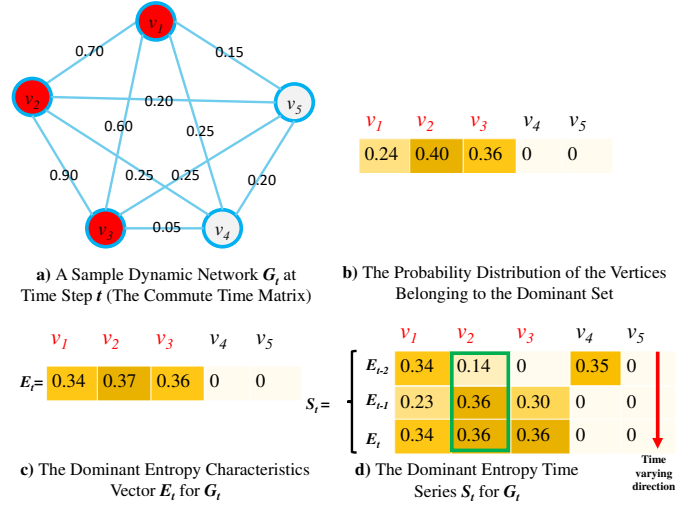 v1
0.70
0.15
v2
0.20
v5
0.60
0.25
0.90
0.25
0.25
0.20
v3
0.05
v4
a) A Sample Dynamic Network Gt at
Time Step t (The Commute Time Matrix)
v1 v2 v3 v4 v5
0.24 0.40 0.36 0 0
b) The Probability Distribution of the Vertices
Belonging to the Dominant Set
v1 v2 v3 v4 v5
Et= 0.34 0.37 0.36 0 0
c) The Dominant Entropy Characteristics
Vector Et for Gt
v1 v2 v3 v4 v5
Et-2 0.34 0.14 0 0.35 0
St = Et-1 0.23 0.36 0.30 0 0
Et 0.34 0.36 0.36 0 0
Time
varying
direction
d) The Dominant Entropy Time
Series St for Gt